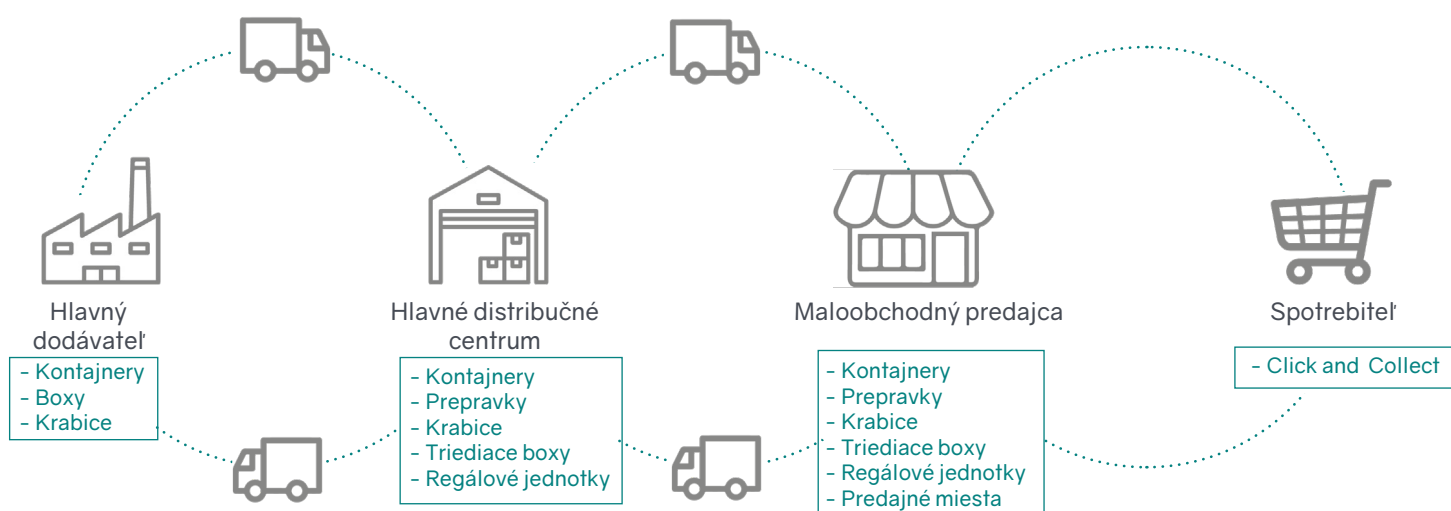 Hlavný
dodávateľ
- Kontajnery
- Boxy
- Krabice
Hlavné distribučné
centrum
- Kontajnery
- Prepravky
- Krabice
- Triediace boxy
- Regálové jednotky
Maloobchodný predajca
- Kontajnery
- Prepravky
- Krabice
- Triediace boxy
- Regálové jednotky
- Predajné miesta
Spotrebiteľ
- Click and Collect